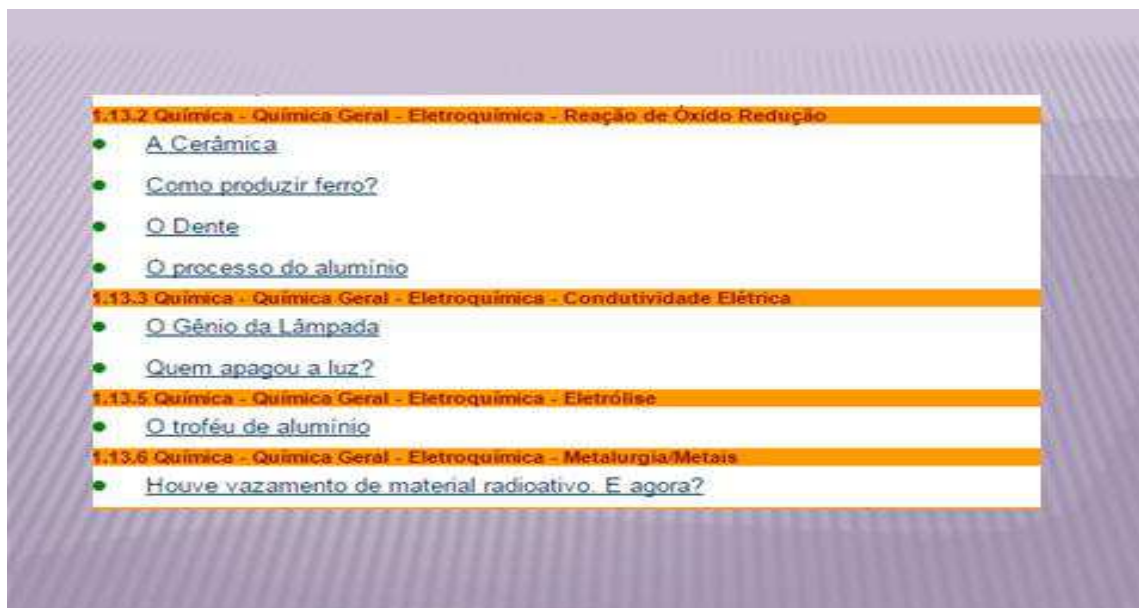 1.13.2 Química - Química Geral - Eletroquímica - Reação de Óxido Redução
A Cerâmica
Como produzir ferro?
O Dente
O processo do alumínio
1.13.3 Química - Química Geral - Eletroquímica - Condutividade Elétrica
O Gênio da Lâmpada
Quem apagou a luz?
1.13.5 Química - Química Geral - Eletroquímica - Eletrólise
O troféu de alumínio
1.13.6 Química - Química Geral - Eletroquímica - Metalurgia/Metais
Houve vazamento de material radioativo. E agora?